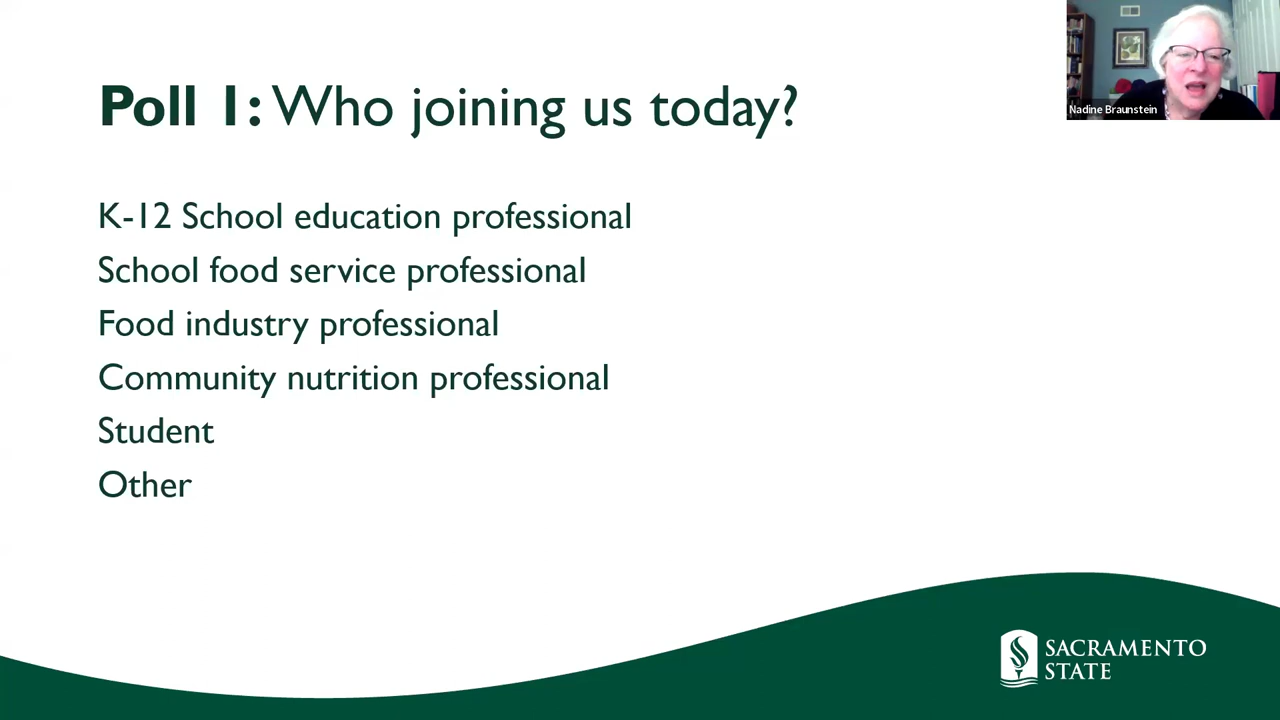 Poll 1: Who joining us today?
Nadine Braunstein
K-12 School education professional
School food service professional
Food industry professional
Community nutrition professional
Student
Other
SACRAMENTO
STATE